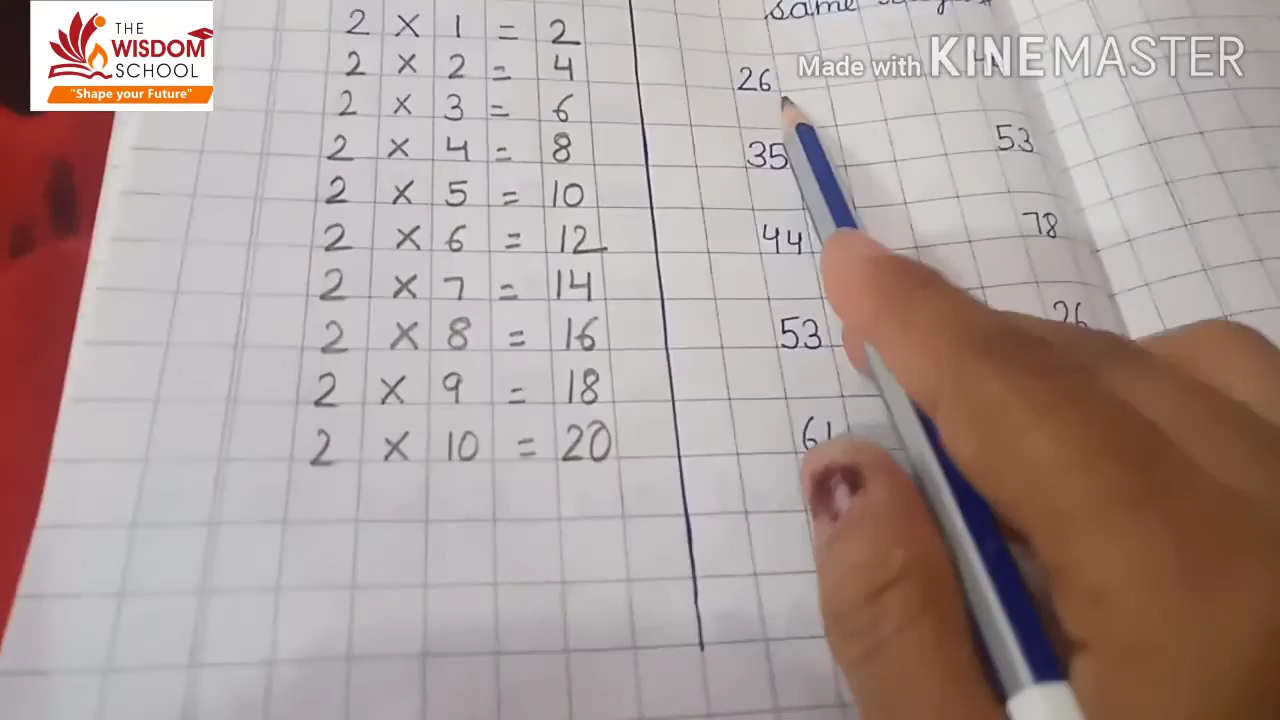 THE
WISDOM
SCHOOL
"Shape your Future"
Made with KINEMASTER
2 × 1 = 2
2 × 2 = 4
2 × 3 = 6
2 × 4 = 8
2 × 5 = 10
2 × 6 = 12
2 × 7 = 14
2 × 8 = 16
2 × 9 = 18
2 × 10 = 20
same
26
35 53
44 78
53 26
61